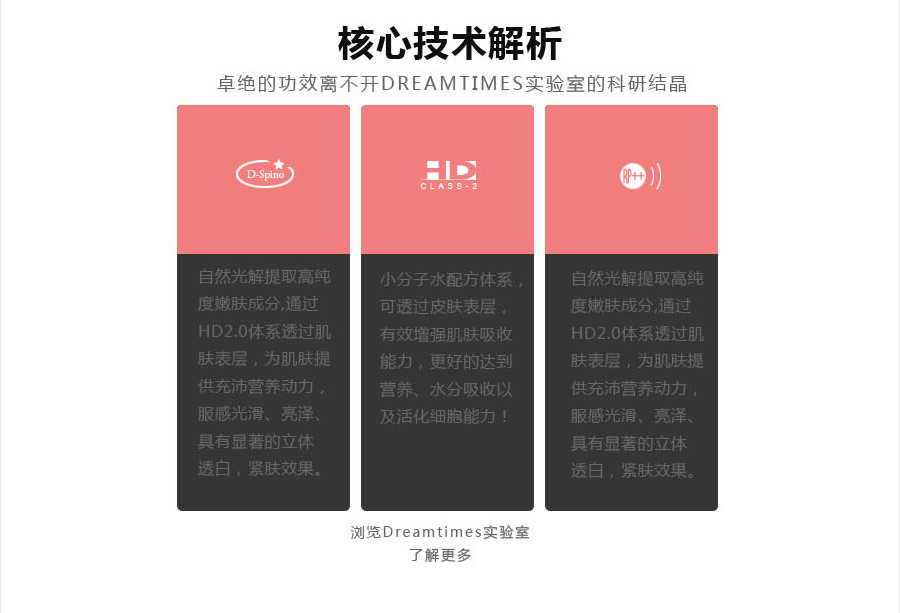 核心技术解析
卓绝的功效离不开DREAMTIMES实验室的科研结晶
D-Spino
自然光解提取高纯
度嫩肤成分,通过
HD2.0体系透过肌
肤表层，为肌肤提
供充沛营养动力，
服感光滑、亮泽、
具有显著的立体
透白，紧肤效果。
HD
CLASS-2
小分子水配方体系，
可透过皮肤表层，
有效增强肌肤吸收
能力，更好的达到
营养、水分吸收以
及活化细胞能力！
RP++
自然光解提取高纯
度嫩肤成分,通过
HD2.0体系透过肌
肤表层，为肌肤提
供充沛营养动力，
服感光滑、亮泽、
具有显著的立体
透白，紧肤效果。
浏览Dreamtimes实验室
了解更多